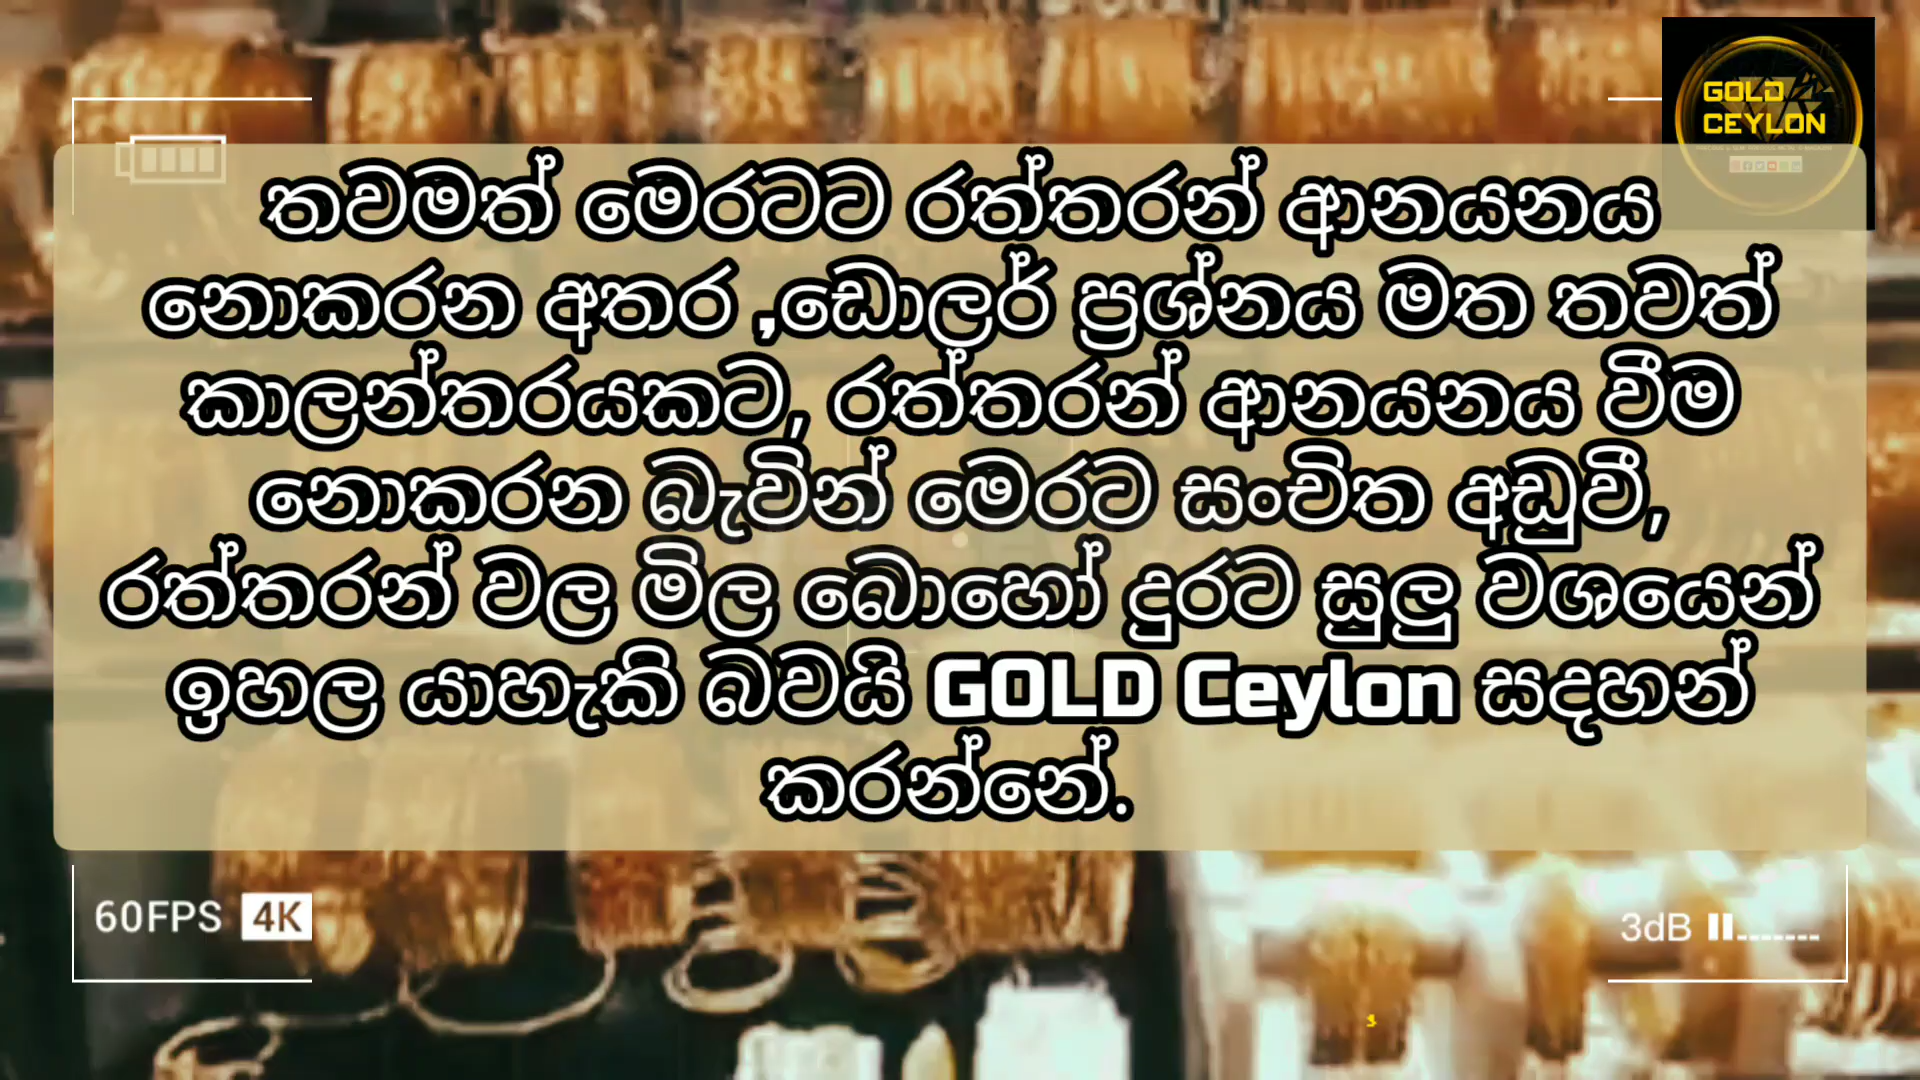 GOLD
CEYLON
තවමත් මෙරටට රත්තරන් ආනයනය
නොකරන අතර ,ඩොලර් ප්‍රශ්නය මත තවත්
කාලන්තරයකට, රත්තරන් ආනයනය වීම
නොකරන බැවින් මෙරට සංචිත අඩුවී,
රත්තරන් වල මිල බොහෝ දුරට සුලු වශයෙන්
ඉහල යාහැකි බවයි GOLD Ceylon සදහන්
කරන්නේ.
60FPS 4K
3dB